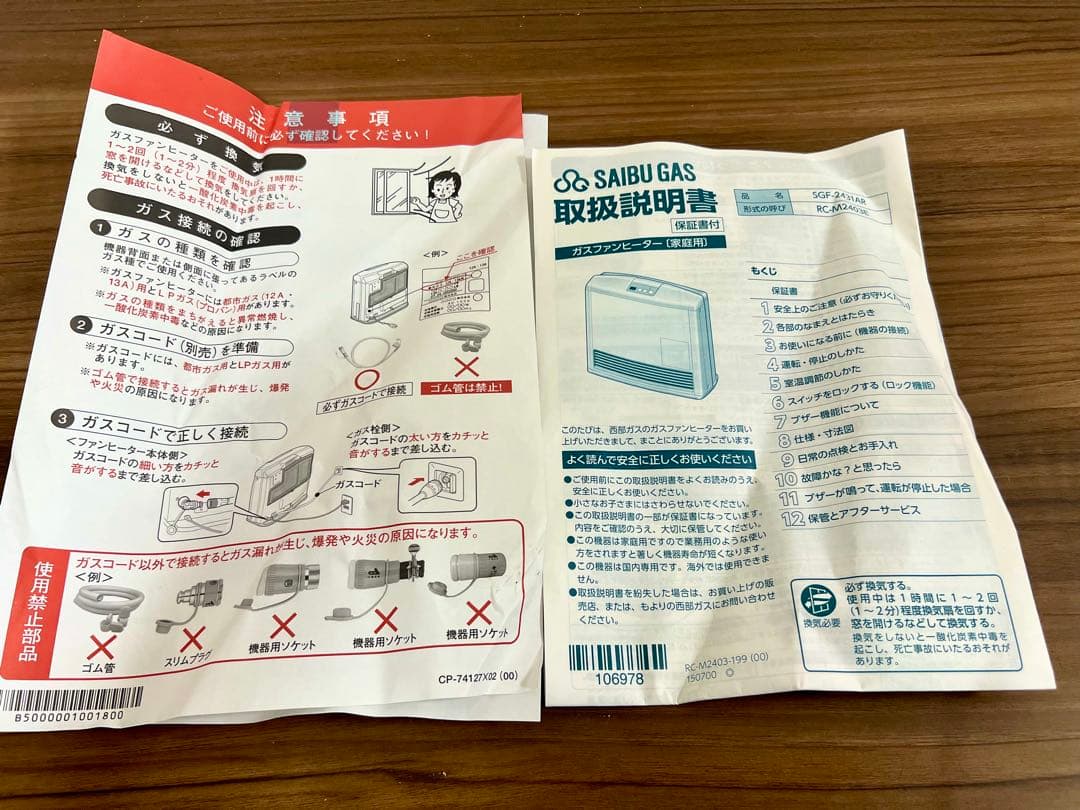 注意事項
ご使用前に必ず確認してください！
必ず換気
ガスファンヒーターをご使用中は、1時間に
1～2回（1～2分）程度 換気扇を回すか、
窓を開けるなどして換気をしてください。
換気をしないと一酸化炭素中毒を起こし、
死亡事故にいたるおそれがあります。
ガス接続の確認
1 ガスの種類を確認
機器背面または側面に張ってあるラベルの
ガス種でご使用ください。
※ガスファンヒーターには都市ガス(12A・
13A)用とLPガス(プロパン)用があります。
※ガスの種類をまちがえると異常燃焼し、
一酸化炭素中毒などの原因になります。
<例>
ここを確認
2 ガスコード(別売)を準備
※ガスコードには、都市ガス用とLPガス用が
あります。
※ゴム管で接続するとガス漏れが生じ、爆発
や火災の原因になります。
必ずガスコードで接続
ゴム管は禁止!
3 ガスコードで正しく接続
<ファンヒーター本体側>
ガスコードの細い方をカチッと
音がするまで差し込む。
<ガス栓側>
ガスコードの太い方をカチッと
音がするまで差し込む。
ガスコード
使用禁止部品
ガスコード以外で接続するとガス漏れが生じ、爆発や火災の原因になります。
<例>
ゴム管
スリムプラグ
機器用ソケット
機器用ソケット
機器用ソケット
CP-74127X02 (00)
B5000001001800
SAIBU GAS
取扱説明書
保証書付
ガスファンヒーター〔家庭用〕
品名 SGF-2431AR
形式の呼び RC-M2403E
もくじ
保証書
1 安全上のご注意(必ずお守りく
2 各部のなまえとはたらき
3 お使いになる前に(機器の接続)
4 運転・停止のしかた
5 室温調節のしかた
6 スイッチをロックする(ロック機能)
7 ブザー機能について
8 仕様・寸法図
9 日常の点検とお手入れ
10 故障かな？と思ったら
11 ブザーが鳴って、運転が停止した場合
12 保管とアフターサービス
このたびは、西部ガスのガスファンヒーターをお買い
上げいただきまして、まことにありがとうございます。
よく読んで安全に正しくお使いください
●ご使用前にこの取扱説明書をよくお読みのうえ、
安全に正しくお使いください。
●小さなお子さまにはさわらせないでください。
●この取扱説明書の一部が保証書になっています。
内容をご確認のうえ、大切に保管してください。
●この機器は家庭用ですので業務用のような使い
方をされますと著しく機器寿命が短くなります。
●この機器は国内専用です。海外では使用できま
せん。
●取扱説明書を紛失した場合は、お買い上げの販
売店、または、もよりの西部ガスにお問い合わせ
ください。
換気必要
必ず換気する。
使用中は1時間に1～2回
(1～2分)程度換気扇を回すか、
窓を開けるなどして換気する。
換気をしないと一酸化炭素中毒を
起こし、死亡事故にいたるおそれが
あります。
106978
RC-M2403-199 (00)
150700